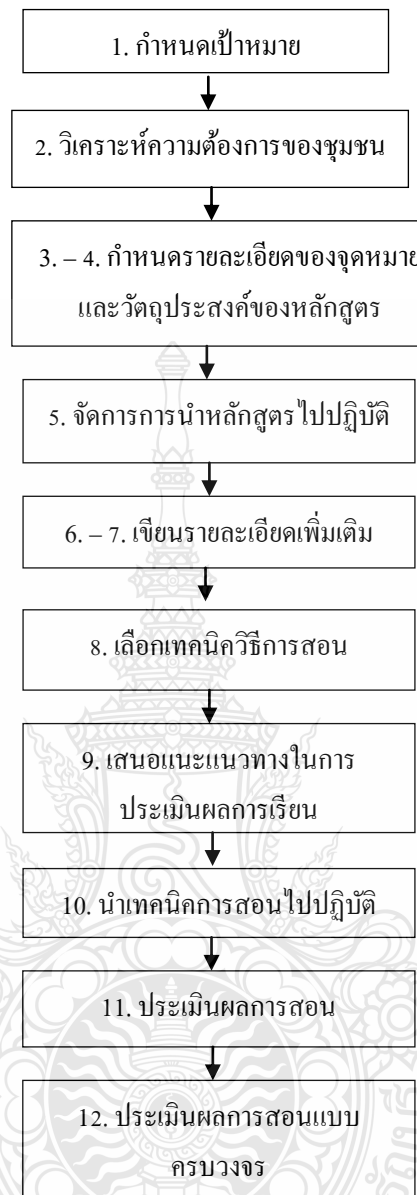 1. กำหนดเป้าหมาย
2. วิเคราะห์ความต้องการของชุมชน
3. – 4. กำหนดรายละเอียดของจุดหมาย
และวัตถุประสงค์ของหลักสูตร
5. จัดการการนำหลักสูตรไปปฏิบัติ
6. – 7. เขียนรายละเอียดเพิ่มเติม
8. เลือกเทคนิควิธีการสอน
9. เสนอแนะแนวทางในการ
ประเมินผลการเรียน
10. นำเทคนิคการสอนไปปฏิบัติ
11. ประเมินผลการสอน
12. ประเมินผลการสอนแบบ
ครบวงจร